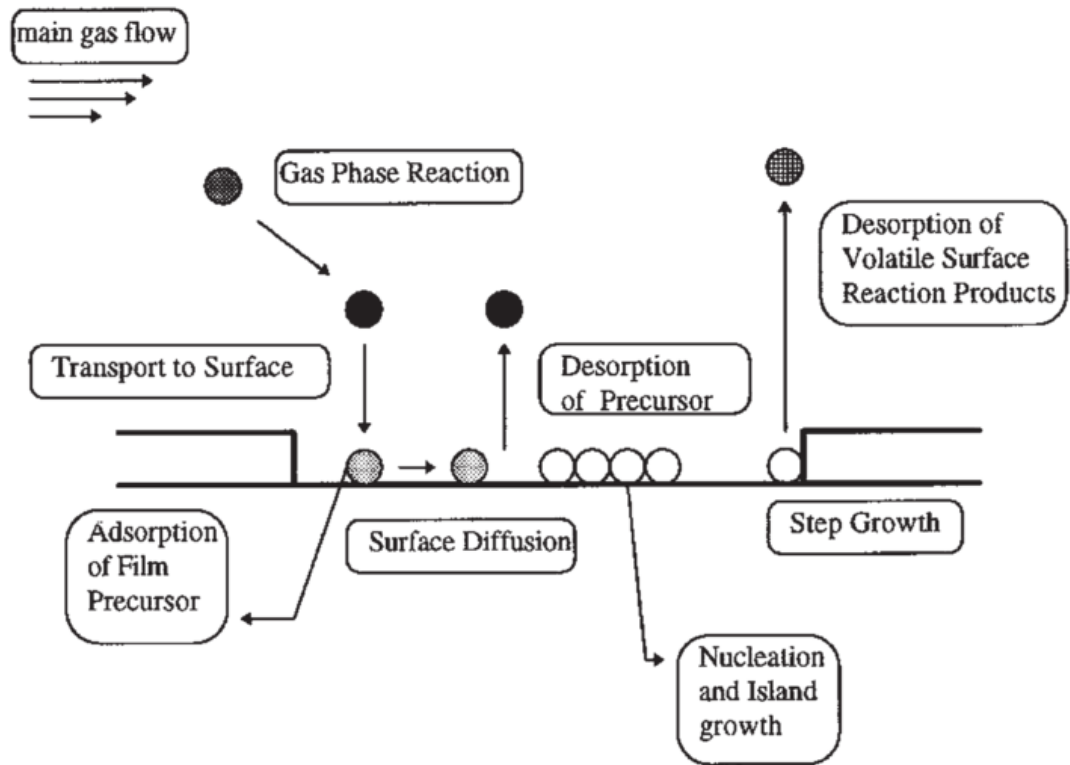 main gas flow
Gas Phase Reaction
Desorption of
Volatile Surface
Reaction Products
Transport to Surface
Desorption
of Precursor
Adsorption
of Film
Precursor
Surface Diffusion
Step Growth
Nucleation
and Island
growth